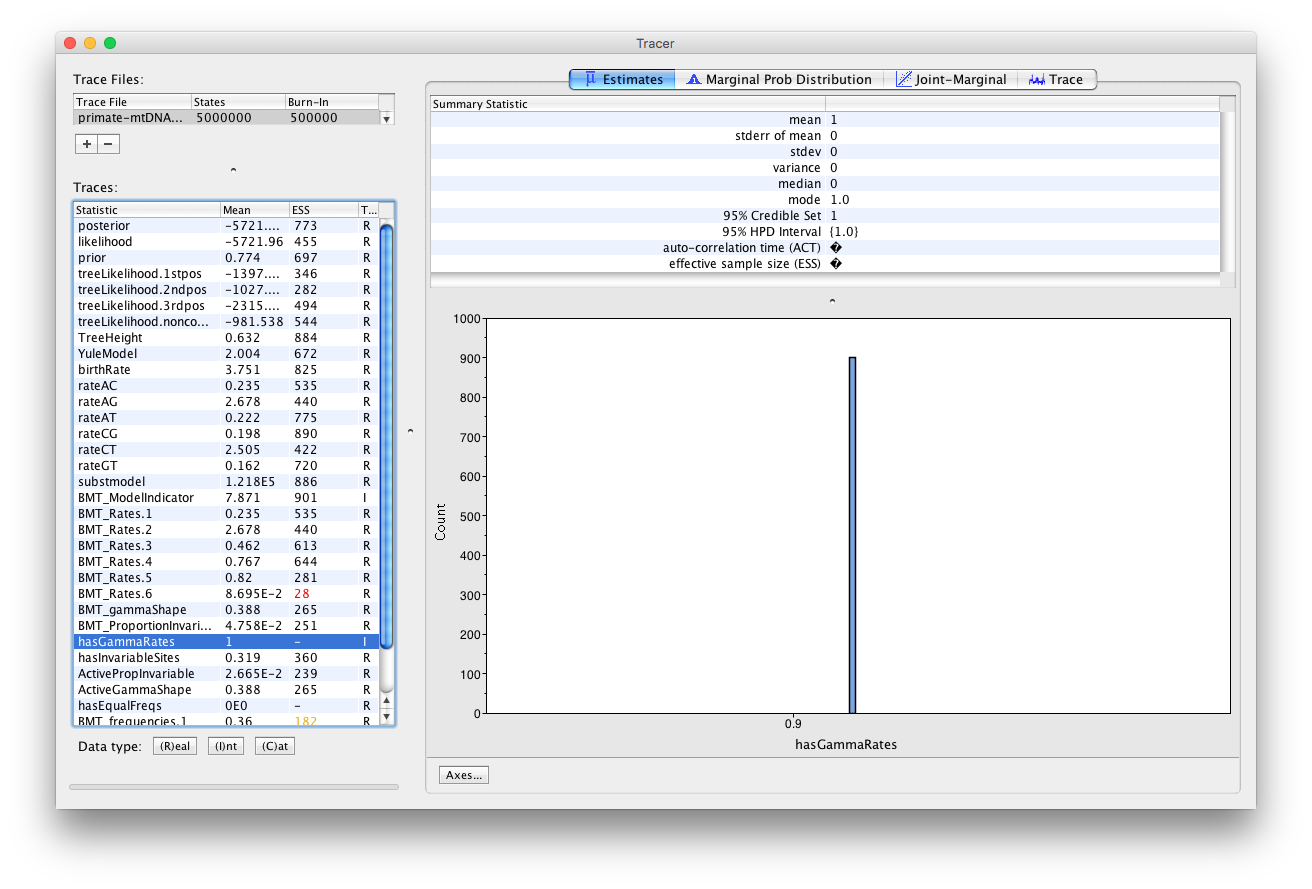 Tracer
Trace Files:
Trace File States Burn-In
primate-mtDNA... 5000000 500000
+ −
Traces:
Statistic Mean ESS T...
posterior -5721.... 773 R
likelihood -5721.96 455 R
prior 0.774 697 R
treeLikelihood.1stpos -1397.... 346 R
treeLikelihood.2ndpos -1027.... 282 R
treeLikelihood.3rdpos -2315.... 494 R
treeLikelihood.nonco... -981.538 544 R
TreeHeight 0.632 884 R
YuleModel 2.004 672 R
birthRate 3.751 825 R
rateAC 0.235 535 R
rateAG 2.678 440 R
rateAT 0.222 775 R
rateCG 0.198 890 R
rateCT 2.505 422 R
rateGT 0.162 720 R
substmodel 1.218E5 886 R
BMT_ModelIndicator 7.871 901 I
BMT_Rates.1 0.235 535 R
BMT_Rates.2 2.678 440 R
BMT_Rates.3 0.462 613 R
BMT_Rates.4 0.767 644 R
BMT_Rates.5 0.82 281 R
BMT_Rates.6 8.695E-2 28 R
BMT_gammaShape 0.388 265 R
BMT_ProportionInvari... 4.758E-2 251 R
hasGammaRates 1 - I
hasInvariableSites 0.319 360 R
ActivePropInvariable 2.665E-2 239 R
ActiveGammaShape 0.388 265 R
hasEqualFreqs 0E0 - R
BMT_frequencies.1 0.36 182 R
Data type: (R)eal (I)nt (C)at
Estimates Marginal Prob Distribution Joint-Marginal Trace
Summary Statistic
mean 1
stderr of mean 0
stdev 0
variance 0
median 0
mode 1.0
95% Credible Set 1
95% HPD Interval {1.0}
auto-correlation time (ACT) �
effective sample size (ESS) �
1000
900
800
700
600
500
400
300
200
100
0
Count
0.9
hasGammaRates
Axes...